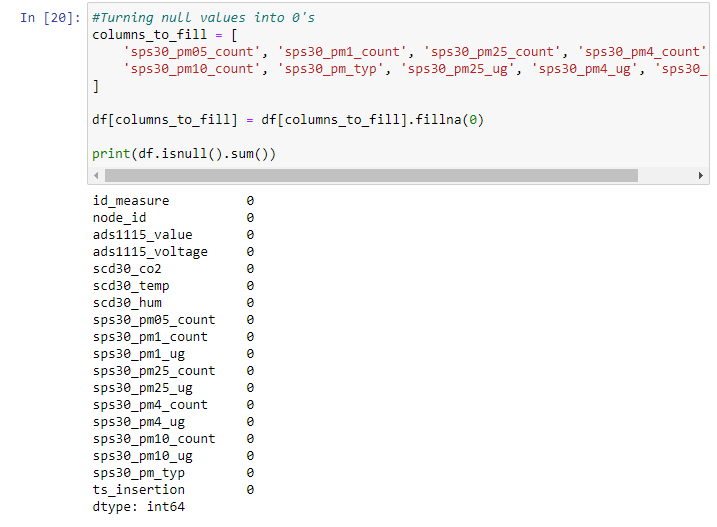 In [20]: #Turning null values into 0's
columns_to_fill = [
'sps30_pm05_count', 'sps30_pm1_count', 'sps30_pm25_count', 'sps30_pm4_count'
'sps30_pm10_count', 'sps30_pm_typ', 'sps30_pm25_ug', 'sps30_pm4_ug', 'sps30_
]
df[columns_to_fill] = df[columns_to_fill].fillna(0)
print(df.isnull().sum())
id_measure 0
node_id 0
ads1115_value 0
ads1115_voltage 0
scd30_co2 0
scd30_temp 0
scd30_hum 0
sps30_pm05_count 0
sps30_pm1_count 0
sps30_pm1_ug 0
sps30_pm25_count 0
sps30_pm25_ug 0
sps30_pm4_count 0
sps30_pm4_ug 0
sps30_pm10_count 0
sps30_pm10_ug 0
sps30_pm_typ 0
ts_insertion 0
dtype: int64